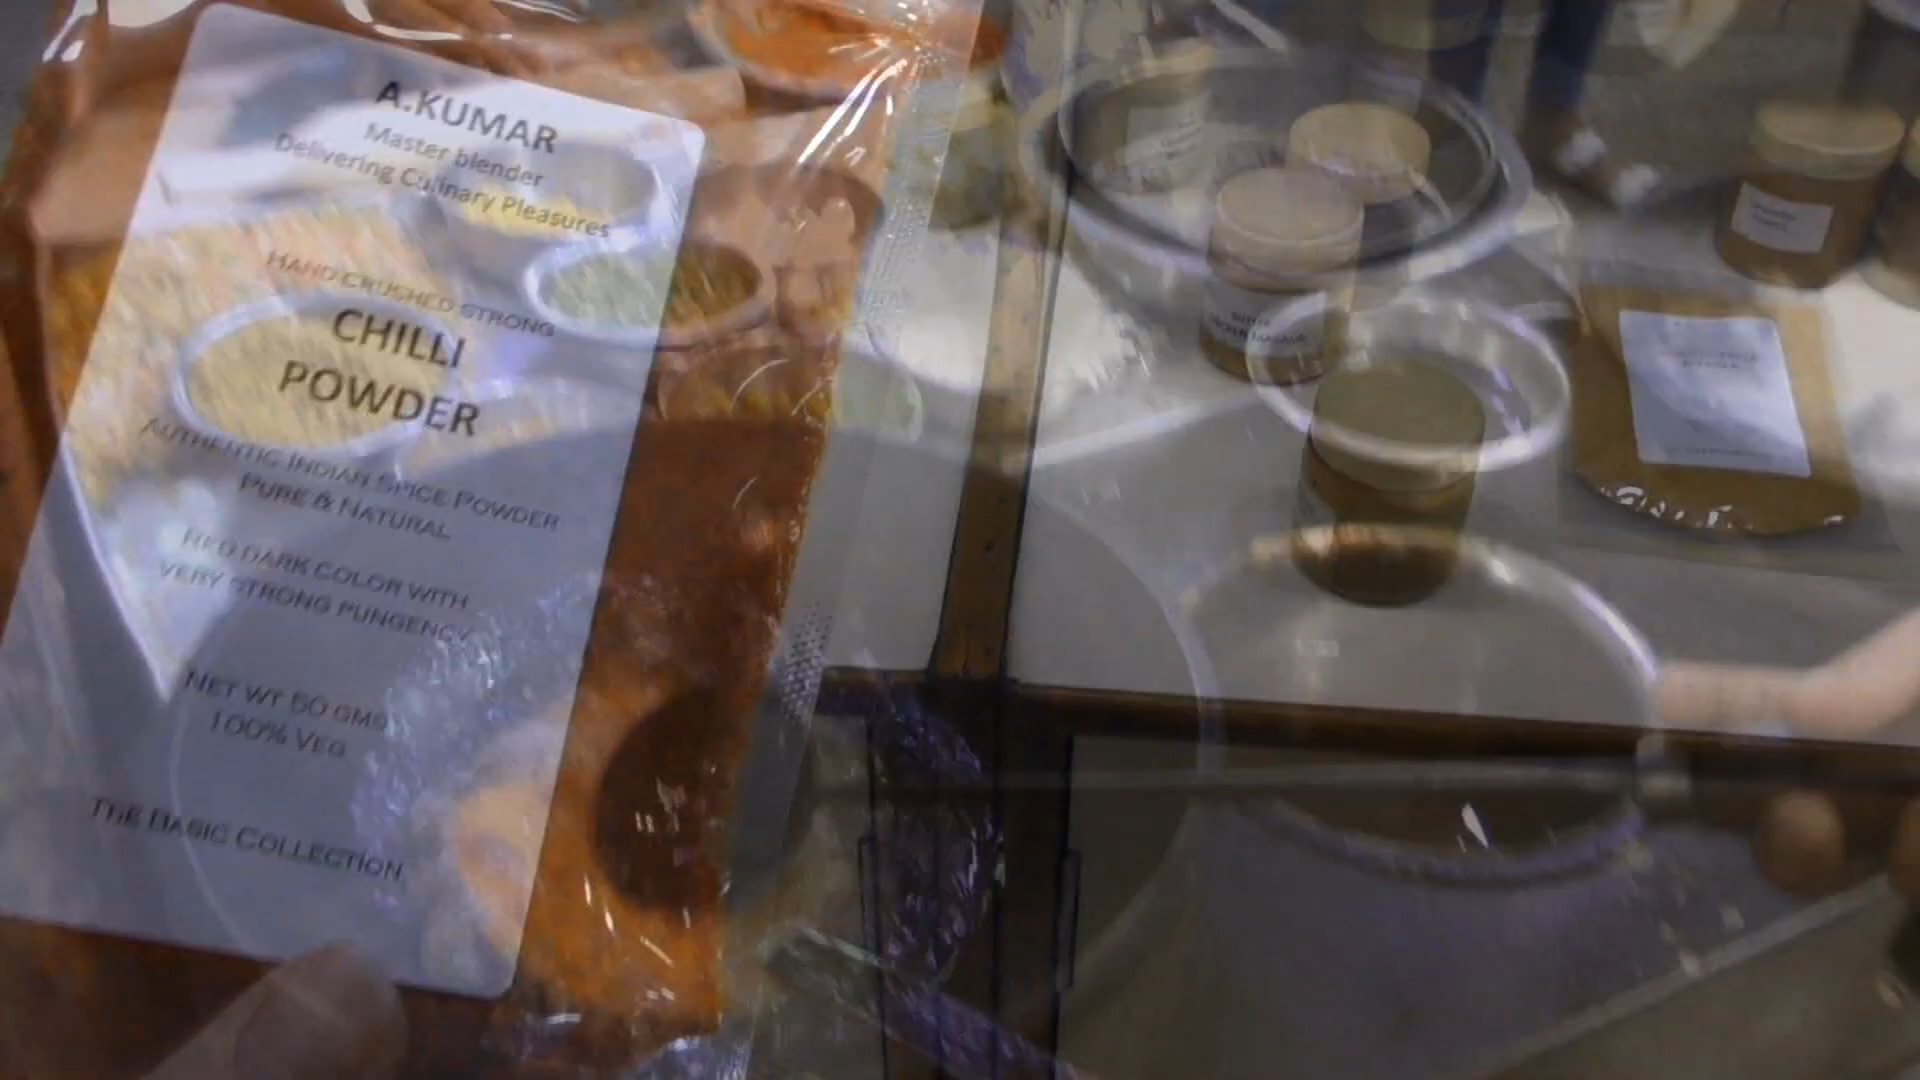 A.KUMAR
Master blender
Delivering Culinary Pleasures
HAND CRUSHED STRONG
CHILLI
POWDER
AUTHENTIC INDIAN SPICE POWDER
PURE & NATURAL
RED DARK COLOR WITH
VERY STRONG PUNGENCY
NET WT 50 GMS
100% VEG
THE BASIC COLLECTION